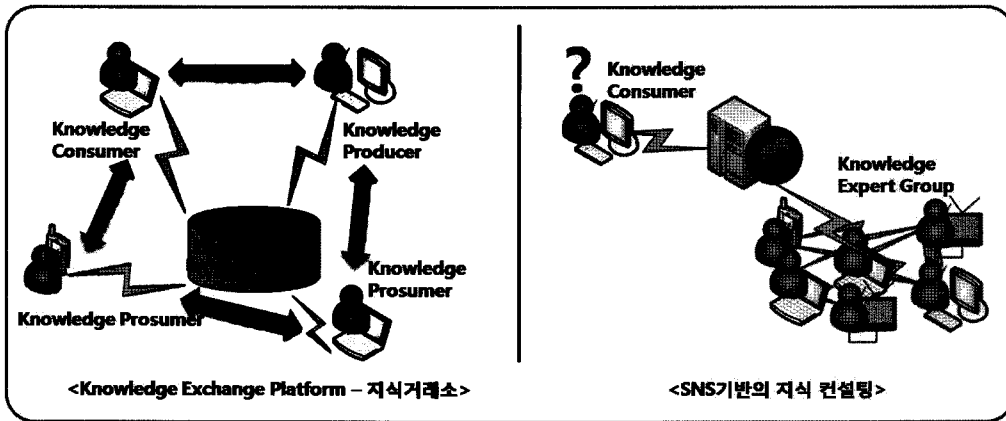 Knowledge
Consumer
Knowledge
Producer
Knowledge Prosumer
Knowledge
Prosumer
<Knowledge Exchange Platform – 지식거래소>
?
Knowledge
Consumer
Knowledge
Expert Group
<SNS기반의 지식 컨설팅>